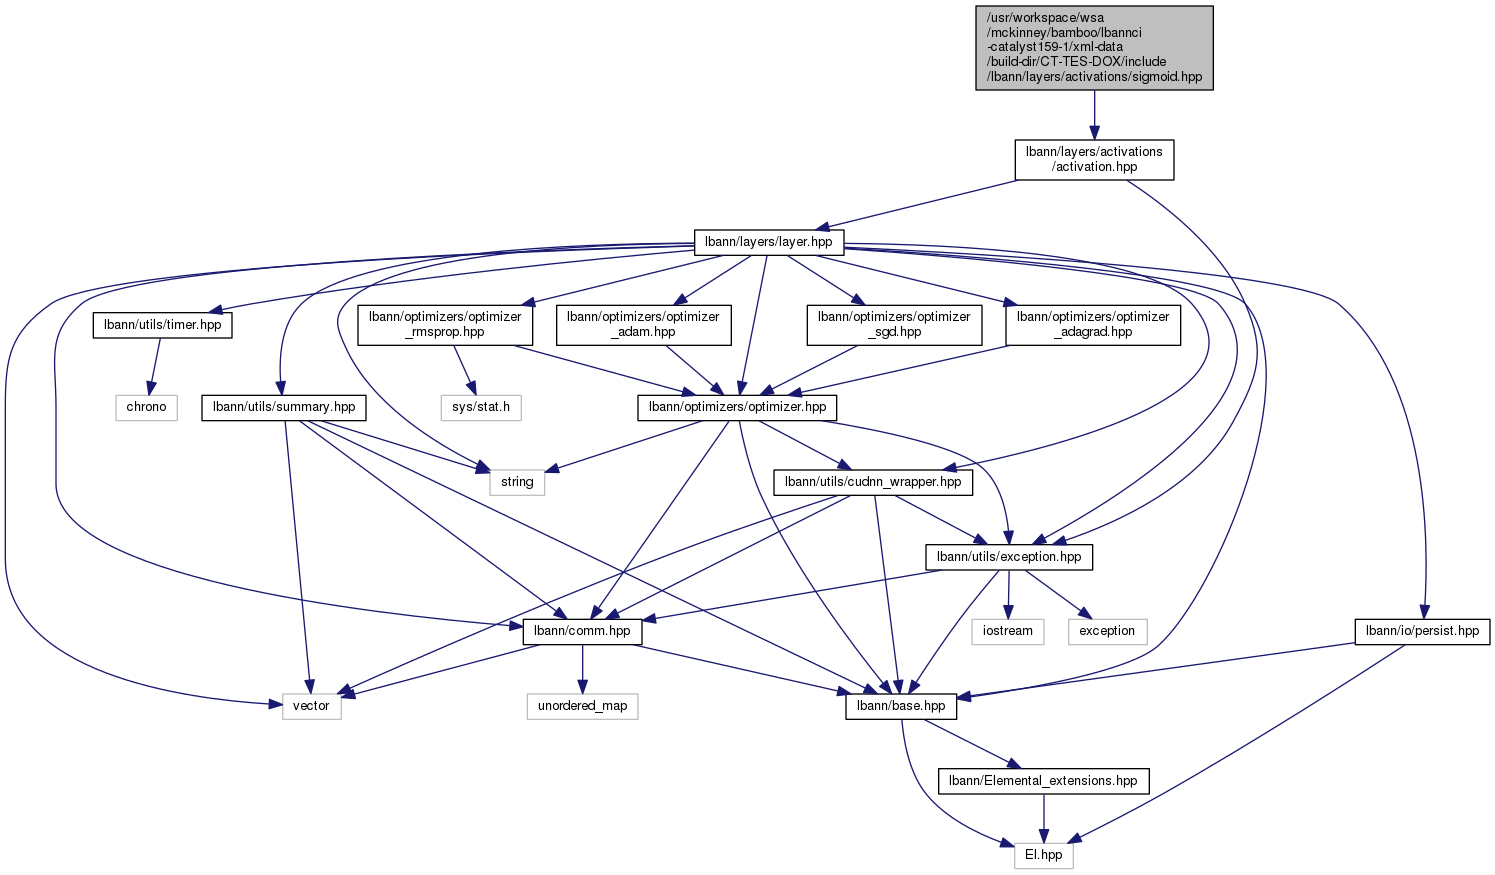 /usr/workspace/wsa
/mckinney/bamboo/lbannci
-catalyst159-1/xml-data
/build-dir/CT-TES-DOX/include
/lbann/layers/activations/sigmoid.hpp
lbann/layers/activations
/activation.hpp
lbann/layers/layer.hpp
lbann/utils/timer.hpp
lbann/optimizers/optimizer
_rmsprop.hpp
lbann/optimizers/optimizer
_adam.hpp
lbann/optimizers/optimizer
_sgd.hpp
lbann/optimizers/optimizer
_adagrad.hpp
chrono
lbann/utils/summary.hpp
sys/stat.h
lbann/optimizers/optimizer.hpp
string
lbann/utils/cudnn_wrapper.hpp
lbann/utils/exception.hpp
lbann/comm.hpp
iostream
exception
lbann/io/persist.hpp
vector
unordered_map
lbann/base.hpp
lbann/Elemental_extensions.hpp
El.hpp